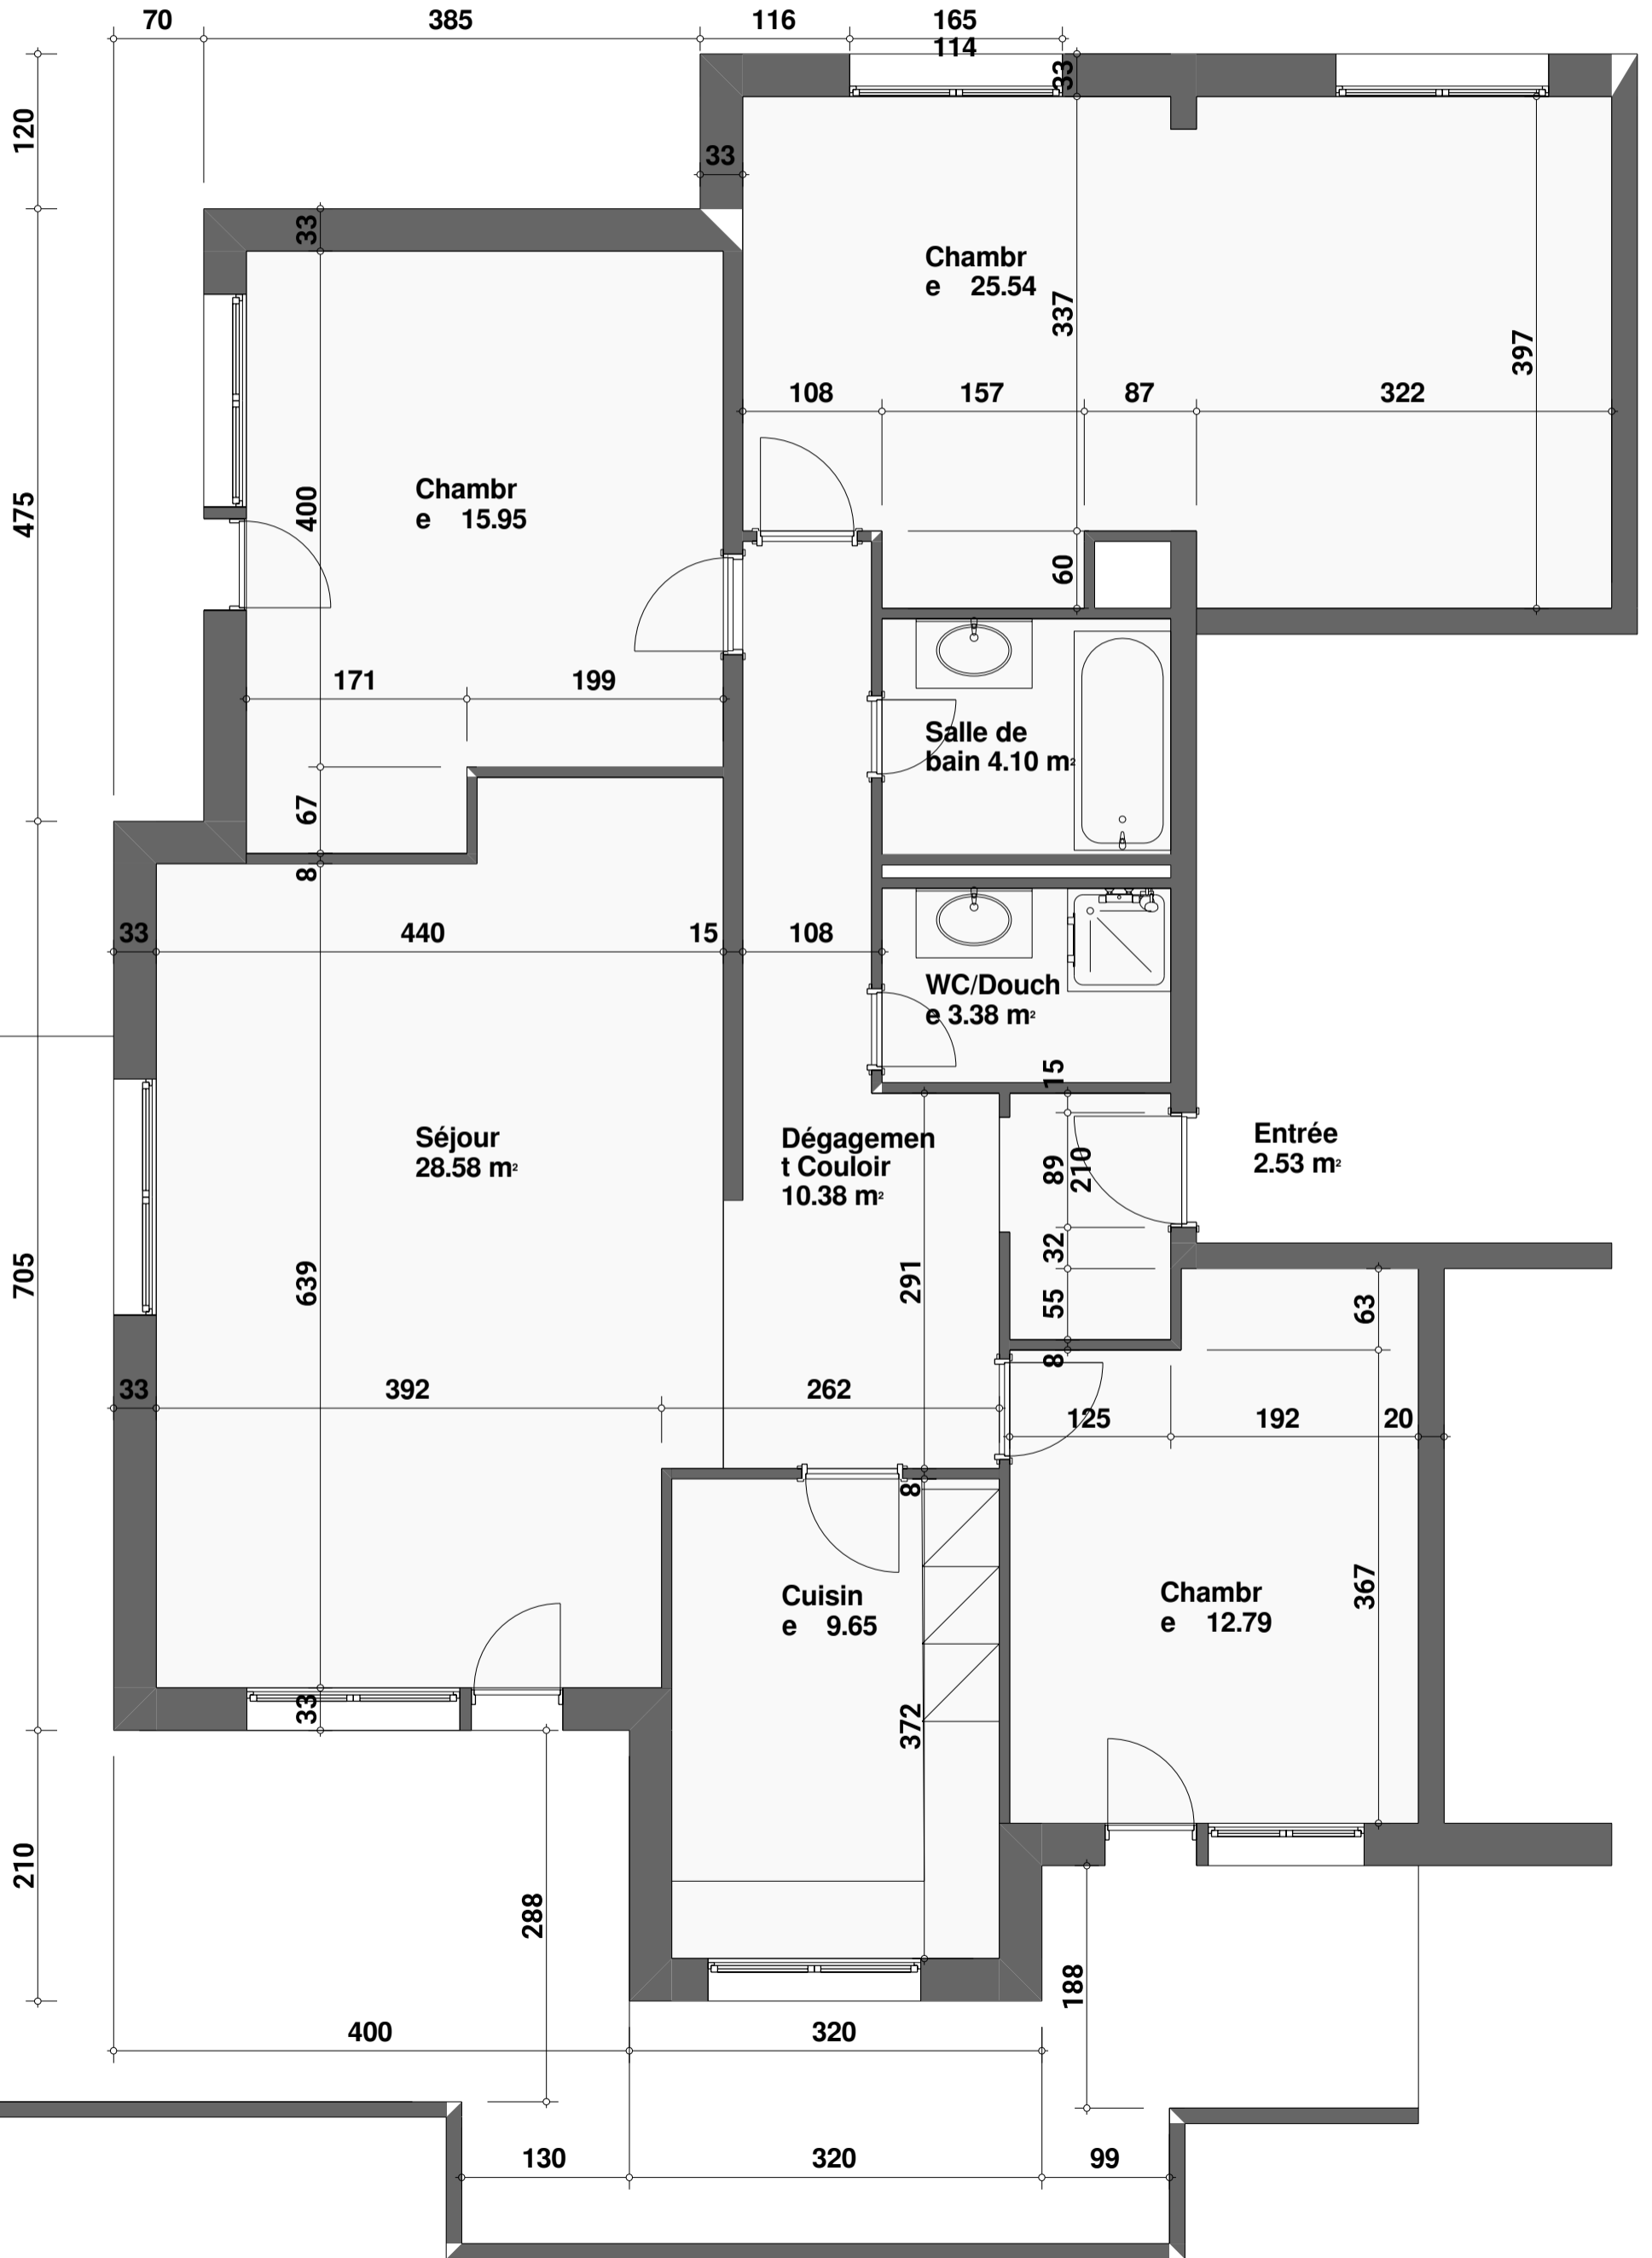 70 385 116 165
114
33
120
33
33
Chambr
e 25.54
337
397
108 157 87 322
475
400
Chambr
e 15.95
60
171 199
Salle de
bain 4.10 m²
67
8
33 440 15 108
WC/Douch
e 3.38 m²
15
Séjour
28.58 m²
Dégagemen
t Couloir
10.38 m²
Entrée
2.53 m²
89
210
32
705
639
291
55
63
8
33 392 262
125 192 20
8
Cuisin
e 9.65
Chambr
e 12.79
367
33
372
210
288
188
400 320
130 320 99